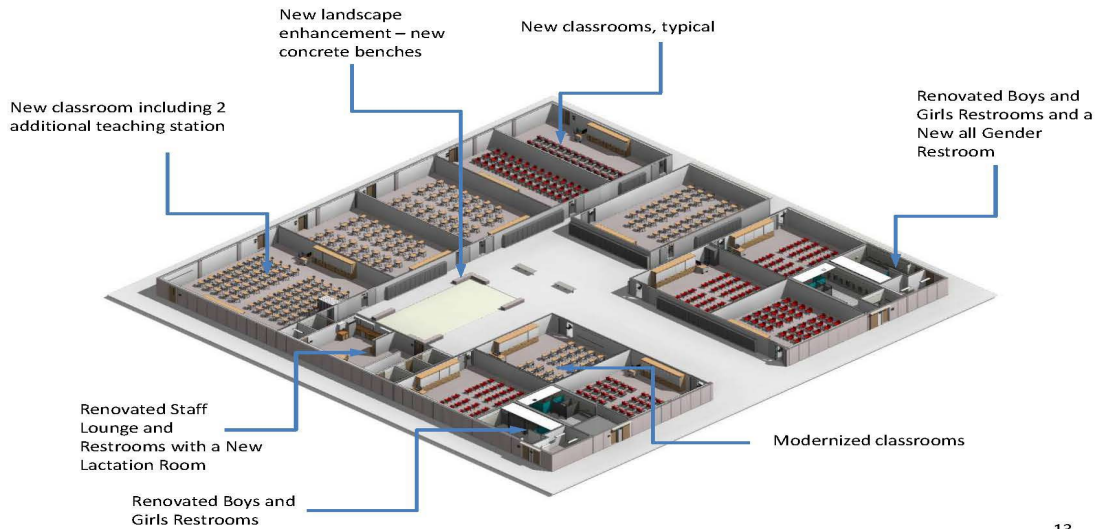 New landscape
enhancement – new
concrete benches
New classrooms, typical
New classroom including 2
additional teaching station
Renovated Boys and
Girls Restrooms and a
New all Gender
Restroom
Renovated Staff
Lounge and
Restrooms with a New
Lactation Room
Modernized classrooms
Renovated Boys and
Girls Restrooms
13